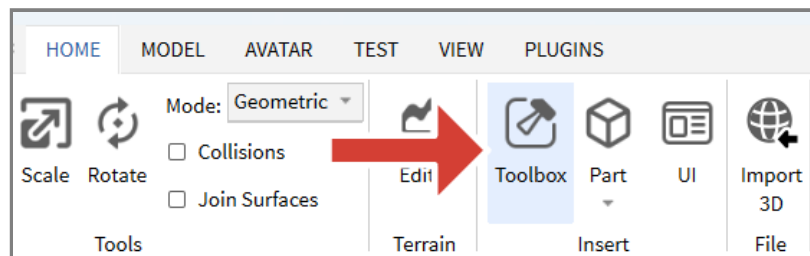 HOME MODEL AVATAR TEST VIEW PLUGINS
Mode: Geometric
Collisions
Join Surfaces
Scale Rotate Edit Toolbox Part UI Import
3D
Tools Terrain Insert File